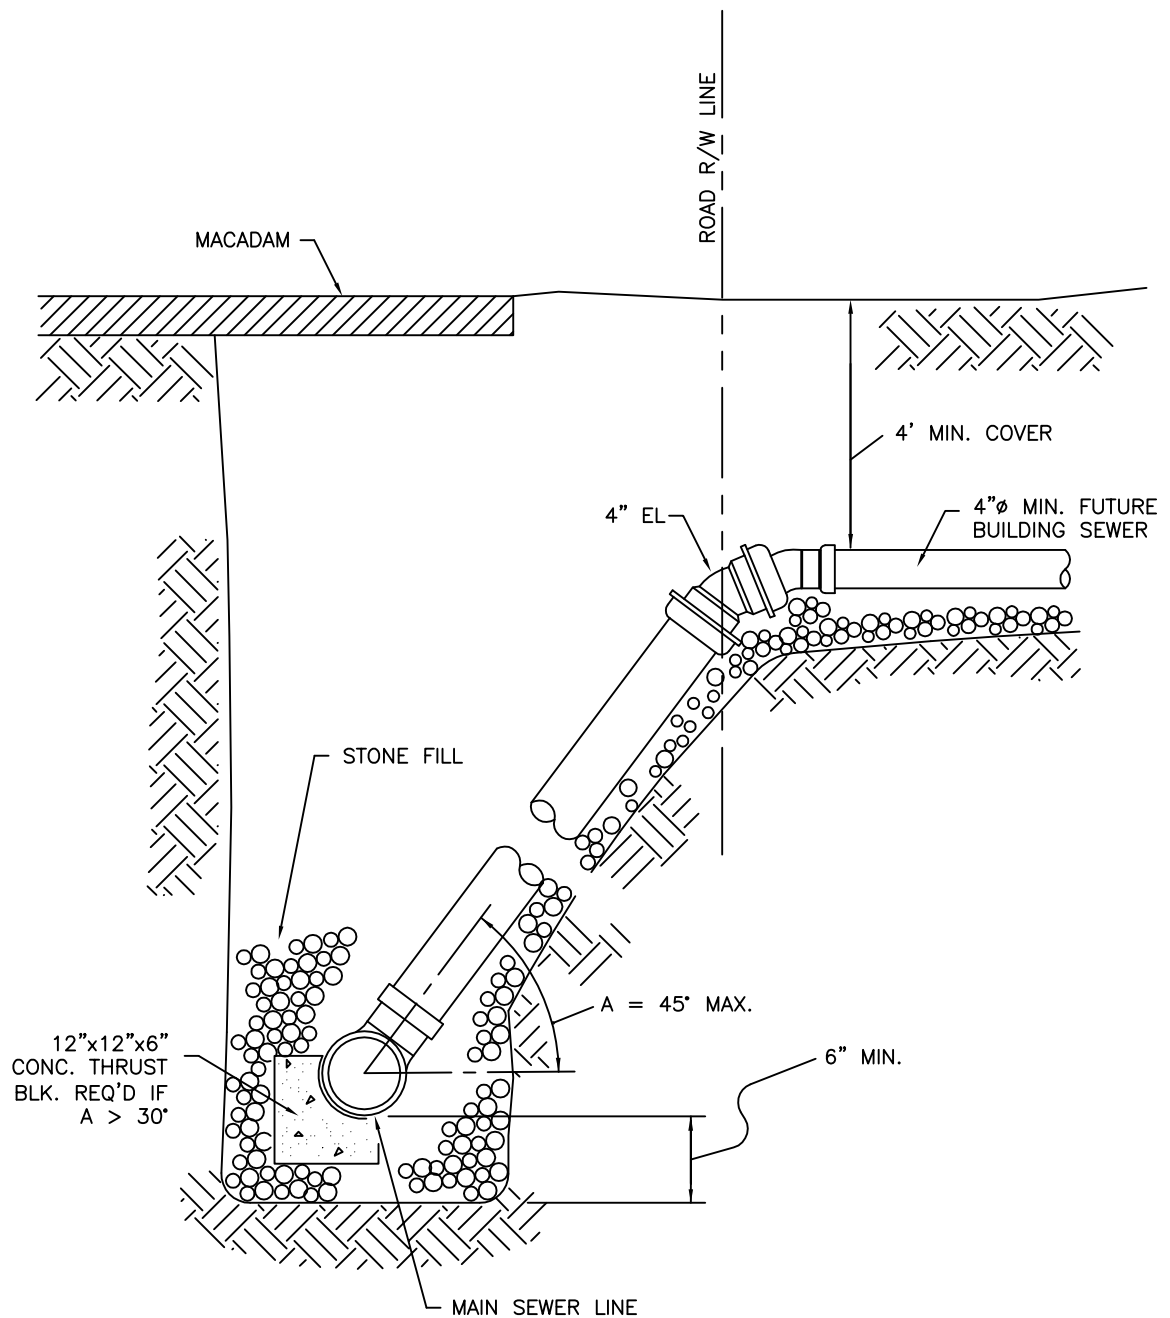 ROAD R/W LINE
MACADAM
4' MIN. COVER
4" EL
4"ø MIN. FUTURE
BUILDING SEWER
STONE FILL
A = 45° MAX.
12"x12"x6"
CONC. THRUST
BLK. REQ'D IF
A > 30°
6" MIN.
MAIN SEWER LINE